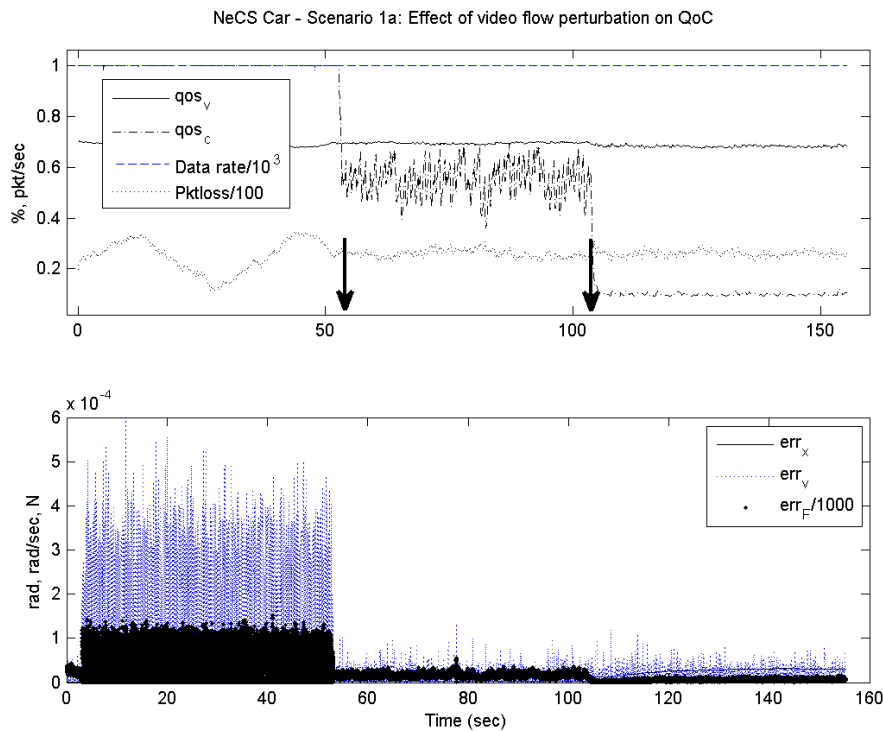 NeCS Car - Scenario 1a: Effect of video flow perturbation on QoC
%, pkt/sec
1
0.8
0.6
0.4
0.2
qos_v
qos_c
Data rate/10^3
Pktloss/100
0 50 100 150
x 10^-4
rad, rad/sec, N
6
5
4
3
2
1
0
err_x
err_v
err_F/1000
0 20 40 60 80 100 120 140 160
Time (sec)